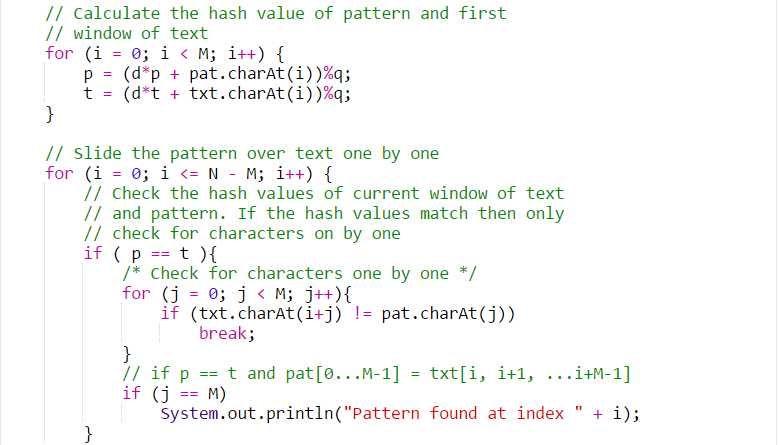 // Calculate the hash value of pattern and first
// window of text
for (i = 0; i < M; i++) {
p = (d*p + pat.charAt(i))%q;
t = (d*t + txt.charAt(i))%q;
}
// Slide the pattern over text one by one
for (i = 0; i <= N - M; i++) {
// Check the hash values of current window of text
// and pattern. If the hash values match then only
// check for characters on by one
if ( p == t ){
/* Check for characters one by one */
for (j = 0; j < M; j++){
if (txt.charAt(i+j) != pat.charAt(j))
break;
}
// if p == t and pat[0...M-1] = txt[i, i+1, ...i+M-1]
if (j == M)
System.out.println("Pattern found at index " + i);
}